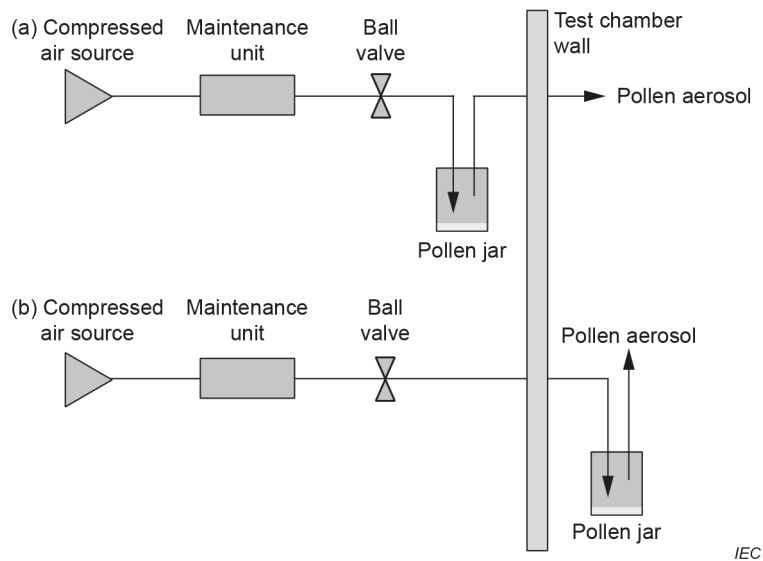 (a) Compressed
air source
Maintenance
unit
Ball
valve
Test chamber
wall
Pollen aerosol
Pollen jar
(b) Compressed
air source
Maintenance
unit
Ball
valve
Pollen aerosol
Pollen jar
IEC